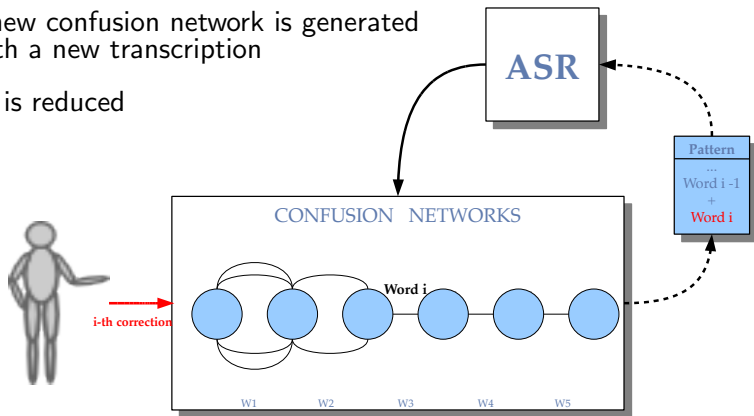 new confusion network is generated
h a new transcription
is reduced
ASR
Pattern
...
Word i -1
+
Word i
CONFUSION NETWORKS
Word i
i-th correction
W1 W2 W3 W4 W5